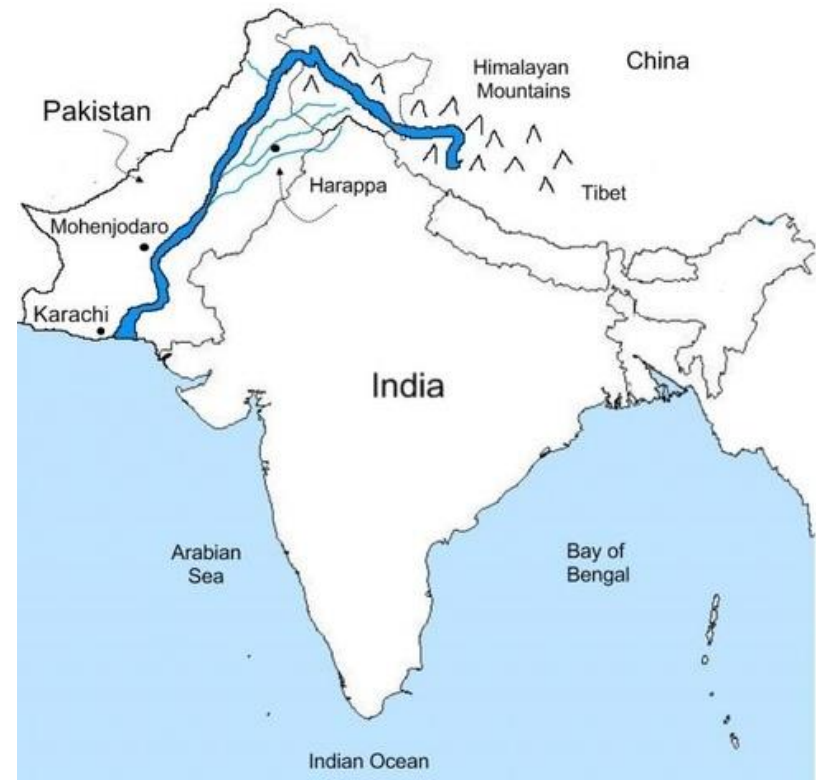 China
Himalayan
Mountains
Pakistan
Harappa
Tibet
Mohenjodaro
Karachi
India
Arabian
Sea
Bay of
Bengal
Indian Ocean